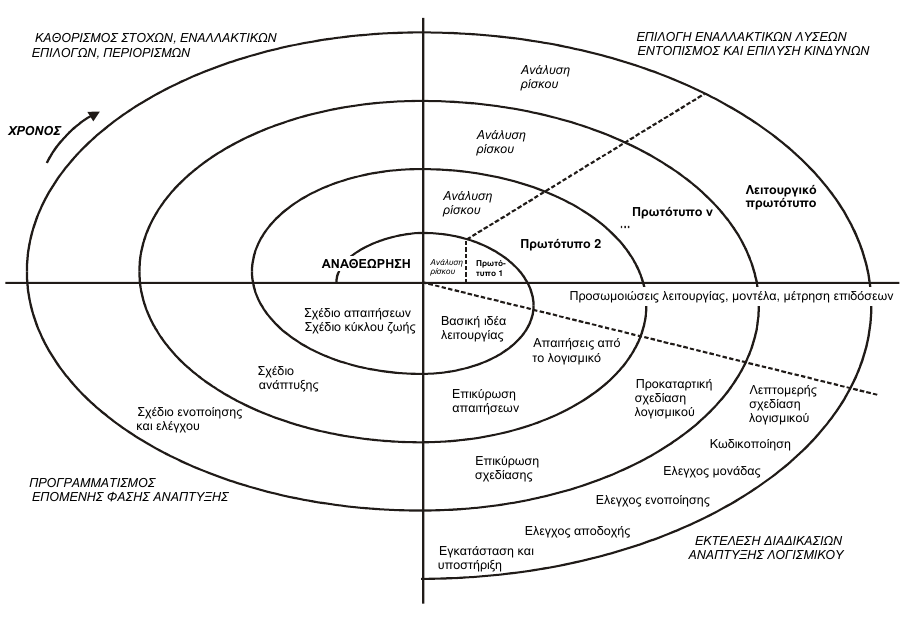 ΚΑΘΟΡΙΣΜΟΣ ΣΤΟΧΩΝ, ΕΝΑΛΛΑΚΤΙΚΩΝ
ΕΠΙΛΟΓΩΝ, ΠΕΡΙΟΡΙΣΜΩΝ
ΕΠΙΛΟΓΗ ΕΝΑΛΛΑΚΤΙΚΩΝ ΛΥΣΕΩΝ
ΕΝΤΟΠΙΣΜΟΣ ΚΑΙ ΕΠΙΛΥΣΗ ΚΙΝΔΥΝΩΝ
ΧΡΟΝΟΣ
Ανάλυση
ρίσκου
Ανάλυση
ρίσκου
Ανάλυση
ρίσκου
Λειτουργικό
πρωτότυπο
Πρωτότυπο ν
...
Πρωτότυπο 2
ΑΝΑΘΕΩΡΗΣΗ
Ανάλυση
ρίσκου
Πρωτό-
τυπο 1
Προσωμοιώσεις λειτουργίας, μοντέλα, μέτρηση επιδόσεων
Σχέδιο απαιτήσεων
Σχέδιο κύκλου ζωής
Βασική ιδέα
λειτουργίας
Απαιτήσεις από
το λογισμικό
Σχέδιο
ανάπτυξης
Επικύρωση
απαιτήσεων
Προκαταρτική
σχεδίαση
λογισμικού
Λεπτομερής
σχεδίαση
λογισμικού
Σχέδιο ενοποίησης
και ελέγχου
Κωδικοποίηση
Επικύρωση
σχεδίασης
Ελεγχος μονάδας
Ελεγχος ενοποίησης
Ελεγχος αποδοχής
Εγκατάσταση και
υποστήριξη
ΠΡΟΓΡΑΜΜΑΤΙΣΜΟΣ
ΕΠΟΜΕΝΗΣ ΦΑΣΗΣ ΑΝΑΠΤΥΞΗΣ
ΕΚΤΕΛΕΣΗ ΔΙΑΔΙΚΑΣΙΩΝ
ΑΝΑΠΤΥΞΗΣ ΛΟΓΙΣΜΙΚΟΥ